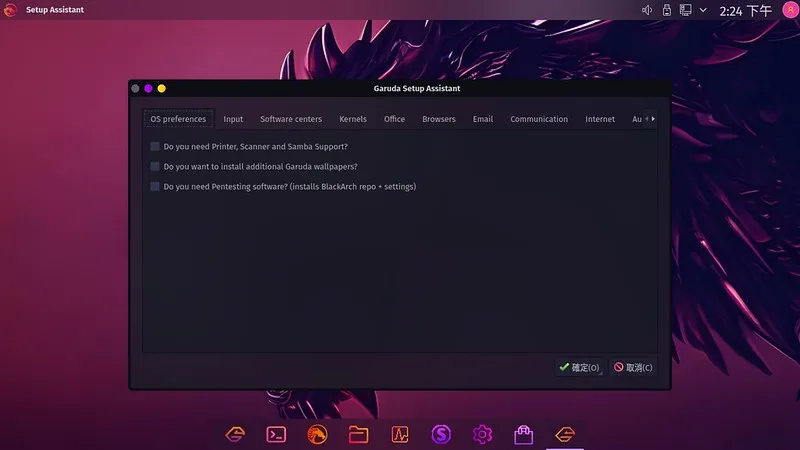 Setup Assistant
2:24 下午
Garuda Setup Assistant
OS preferences Input Software centers Kernels Office Browsers Email Communication Internet Au
Do you need Printer, Scanner and Samba Support?
Do you want to install additional Garuda wallpapers?
Do you need Pentesting software? (installs BlackArch repo + settings)
確定(O) 取消(C)